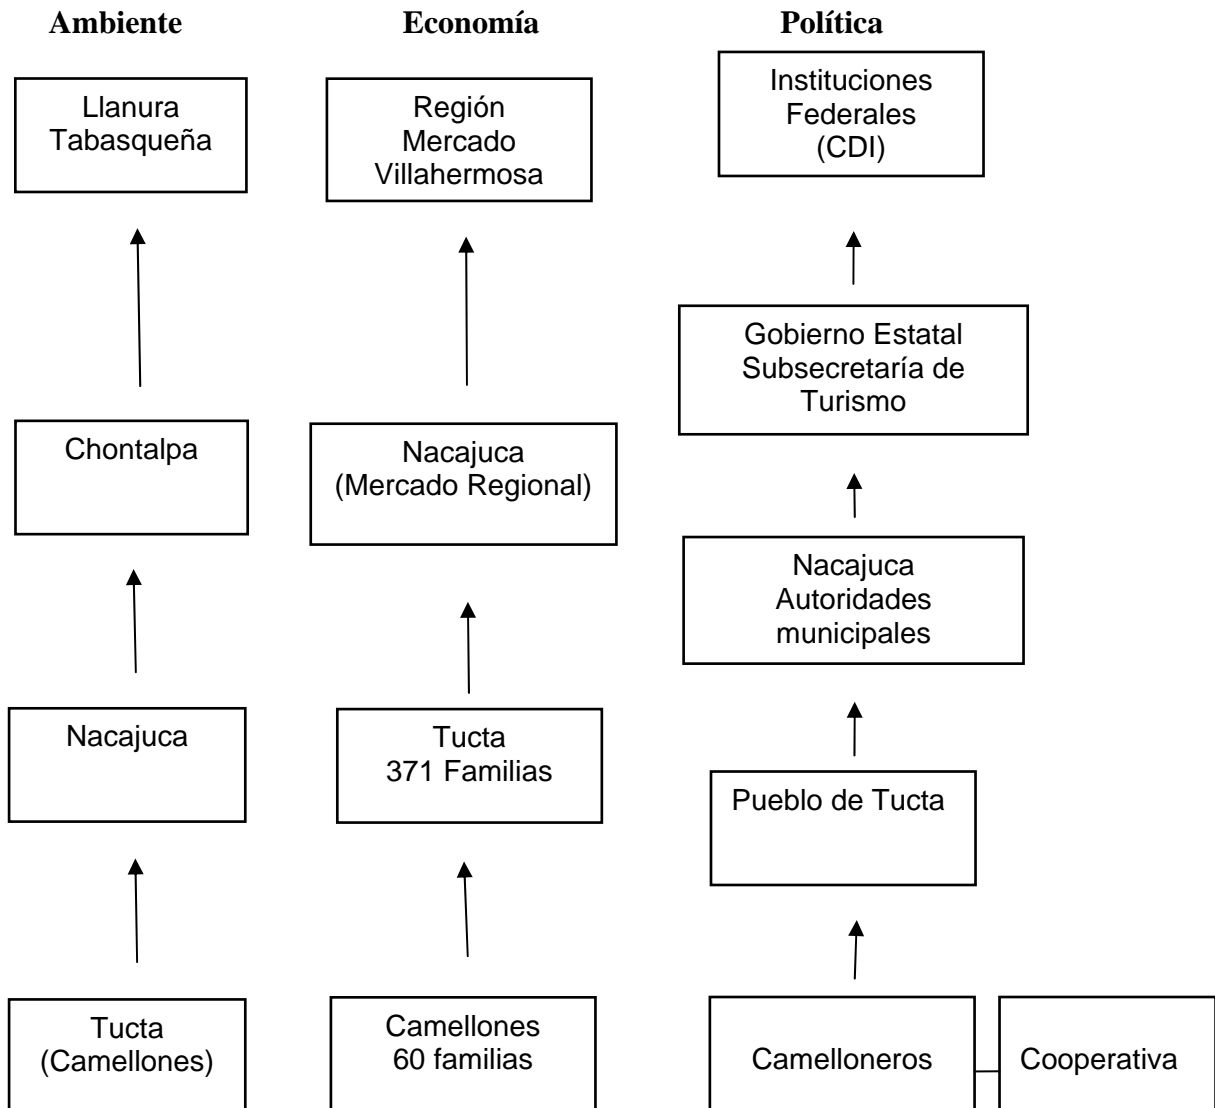 Ambiente
Economía
Política
Llanura
Tabasqueña
Región
Mercado
Villahermosa
Instituciones
Federales
(CDI)
Gobierno Estatal
Subsecretaría de
Turismo
Chontalpa
Nacajuca
(Mercado Regional)
Nacajuca
Autoridades
municipales
Nacajuca
Tucta
371 Familias
Pueblo de Tucta
Tucta
(Camellones)
Camellones
60 familias
Camelloneros
Cooperativa